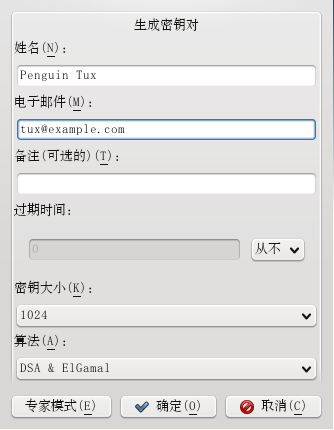 生成密钥对
姓名(N):
Penguin Tux
电子邮件(M):
tux@example.com
备注(可选的)(T):
过期时间:
0
从不
密钥大小(K):
1024
算法(A):
DSA & ElGamal
专家模式(E)
确定(O)
取消(C)